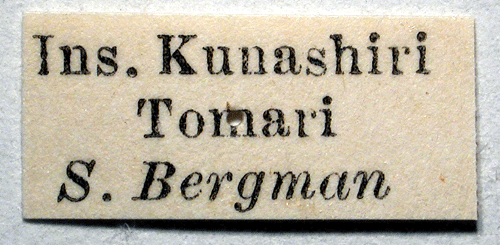 Ins. Kunashiri
Tomari
S. Bergman